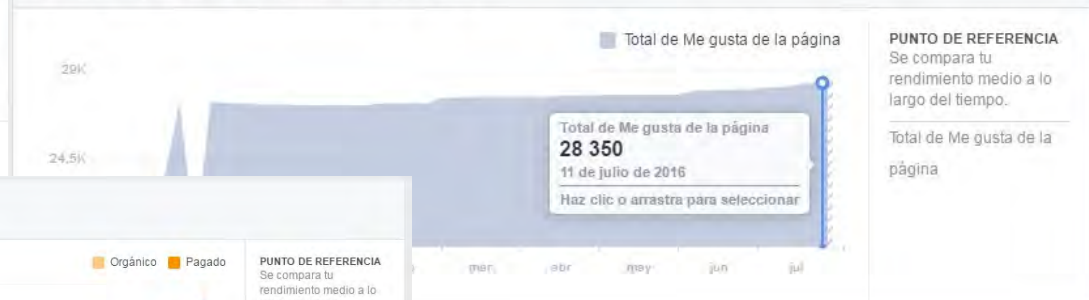 Total de Me gusta de la página
29K
24,5K
Total de Me gusta de la página
28 350
11 de julio de 2016
Haz clic o arrastra para seleccionar
mar
abr
may
jun
jul
PUNTO DE REFERENCIA
Se compara tu
rendimiento medio a lo
largo del tiempo.
Total de Me gusta de la
página
Orgánico
Pagado
PUNTO DE REFERENCIA
Se compara tu
rendimiento medio a lo